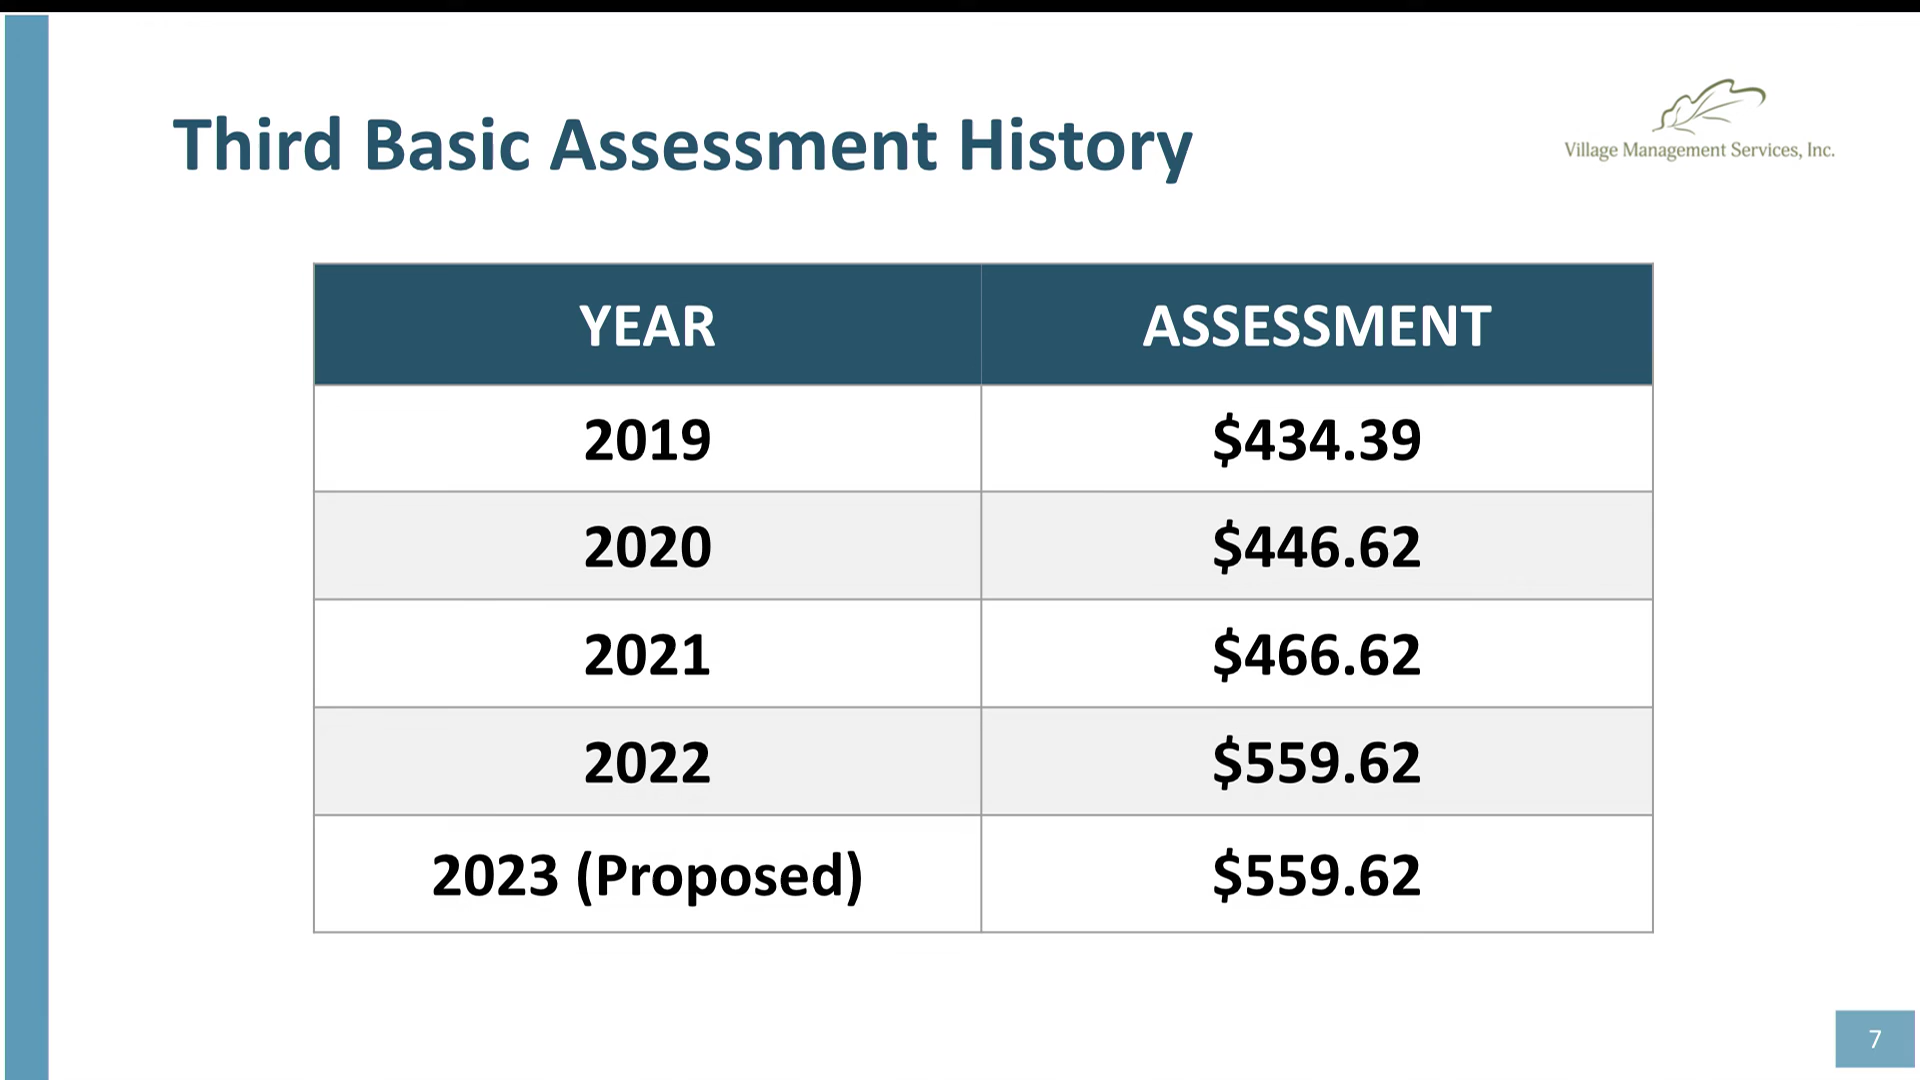 Third Basic Assessment History
Village Management Services, Inc.
YEAR ASSESSMENT
2019 $434.39
2020 $446.62
2021 $466.62
2022 $559.62
2023 (Proposed) $559.62
7